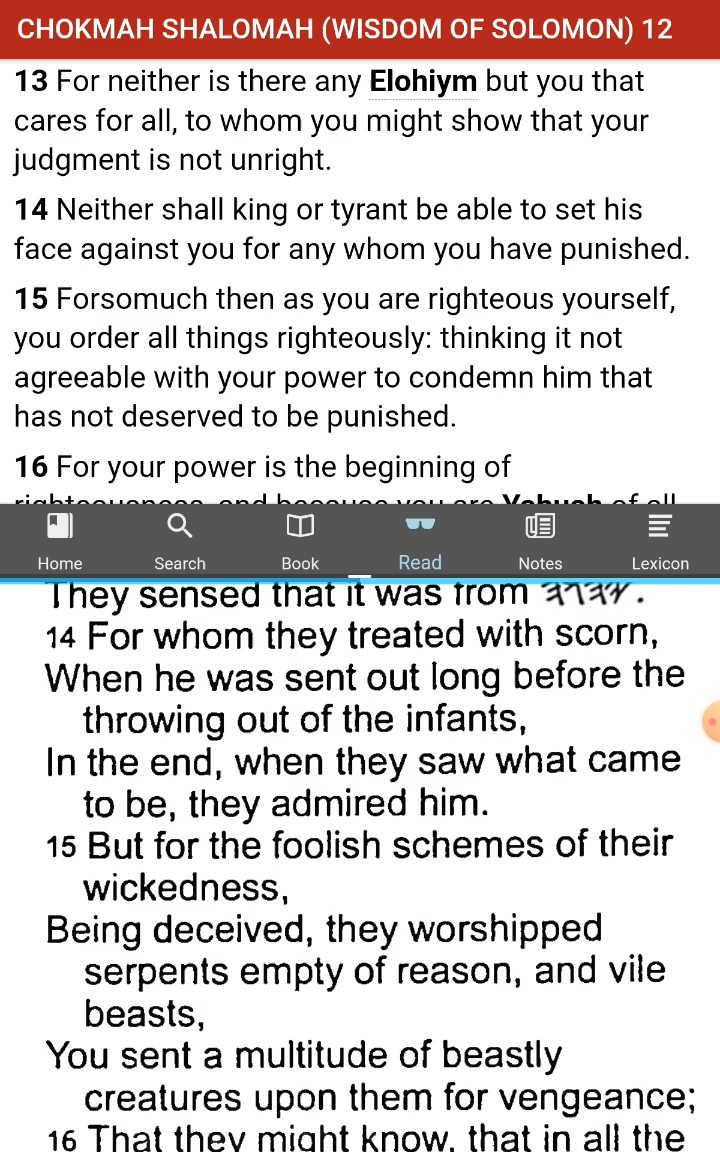 CHOKMAH SHALOMAH (WISDOM OF SOLOMON) 12
13 For neither is there any Elohiym but you that
cares for all, to whom you might show that your
judgment is not unright.
14 Neither shall king or tyrant be able to set his
face against you for any whom you have punished.
15 Forsomuch then as you are righteous yourself,
you order all things righteously: thinking it not
agreeable with your power to condemn him that
has not deserved to be punished.
16 For your power is the beginning of
righteousness, and because you are Yahuah of all
Home Search Book Read Notes Lexicon
They sensed that it was from 𐤉𐤄𐤅𐤄.
14 For whom they treated with scorn,
When he was sent out long before the
throwing out of the infants,
In the end, when they saw what came
to be, they admired him.
15 But for the foolish schemes of their
wickedness,
Being deceived, they worshipped
serpents empty of reason, and vile
beasts,
You sent a multitude of beastly
creatures upon them for vengeance;
16 That they might know, that in all the